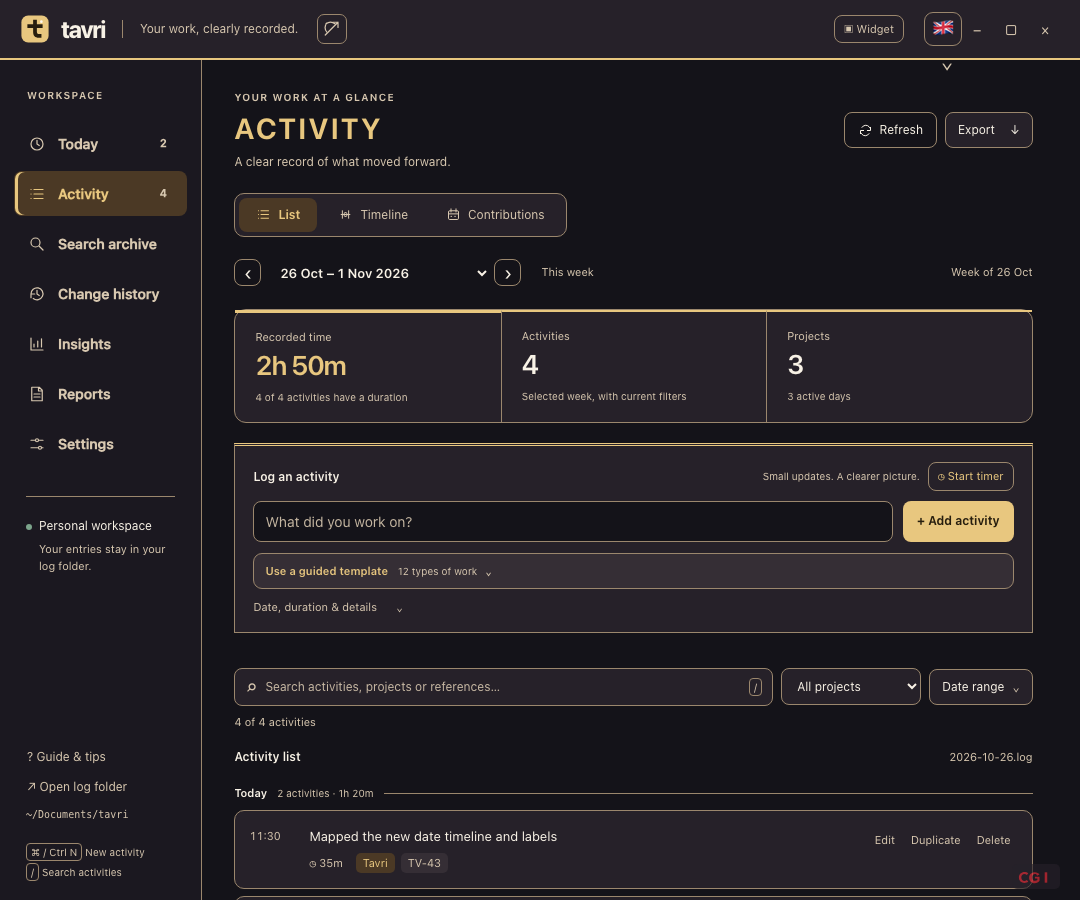 tavri
Your work, clearly recorded.
Widget
WORKSPACE
Today 2
Activity 4
Search archive
Change history
Insights
Reports
Settings
Personal workspace
Your entries stay in your
log folder.
? Guide & tips
↗ Open log folder
~/Documents/tavri
⌘ / Ctrl N New activity
/ Search activities
YOUR WORK AT A GLANCE
ACTIVITY
A clear record of what moved forward.
Refresh
Export ↓
List
Timeline
Contributions
26 Oct – 1 Nov 2026
This week
Week of 26 Oct
Recorded time
2h 50m
4 of 4 activities have a duration
Activities
4
Selected week, with current filters
Projects
3
3 active days
Log an activity
Small updates. A clearer picture.
Start timer
What did you work on?
+ Add activity
Use a guided template 12 types of work
Date, duration & details
Search activities, projects or references... /
All projects
Date range
4 of 4 activities
Activity list
2026-10-26.log
Today 2 activities · 1h 20m
11:30
Mapped the new date timeline and labels
35m Tavri TV-43
Edit Duplicate Delete
CGI